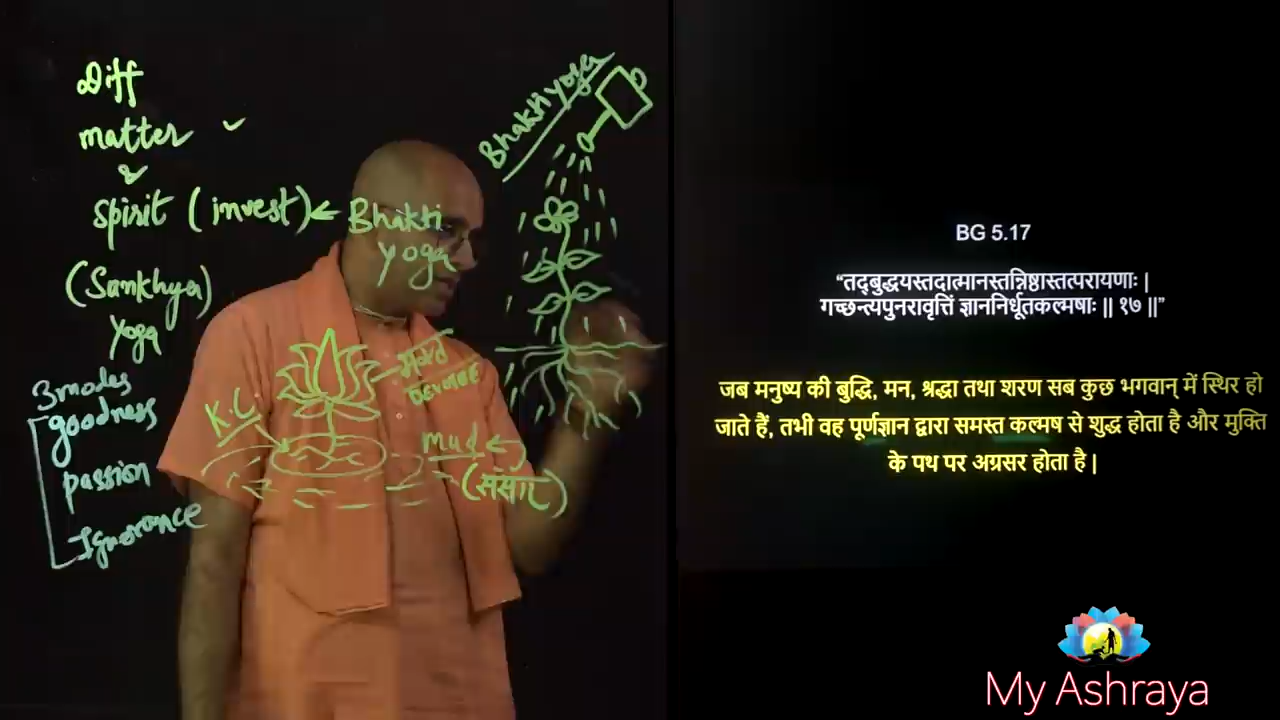 Diff
matter
&
spirit (invest) ← Bhakti
yoga
(Sankhya)
Yoga
3modes
goodness
passion
Ignorance
K.C.
भक्त
DEVOTEE
mud
(संसार)
Bhakti yoga
BG 5.17
“तद्‌बुद्धयस्तदात्मानस्तन्निष्ठास्तत्परायणाः |
गच्छन्त्यपुनरावृत्तिं ज्ञाननिर्धूतकल्मषाः || १७ ||”
जब मनुष्य की बुद्धि, मन, श्रद्धा तथा शरण सब कुछ भगवान् में स्थिर हो
जाते हैं, तभी वह पूर्णज्ञान द्वारा समस्त कल्मष से शुद्ध होता है और मुक्ति
के पथ पर अग्रसर होता है |
My Ashraya